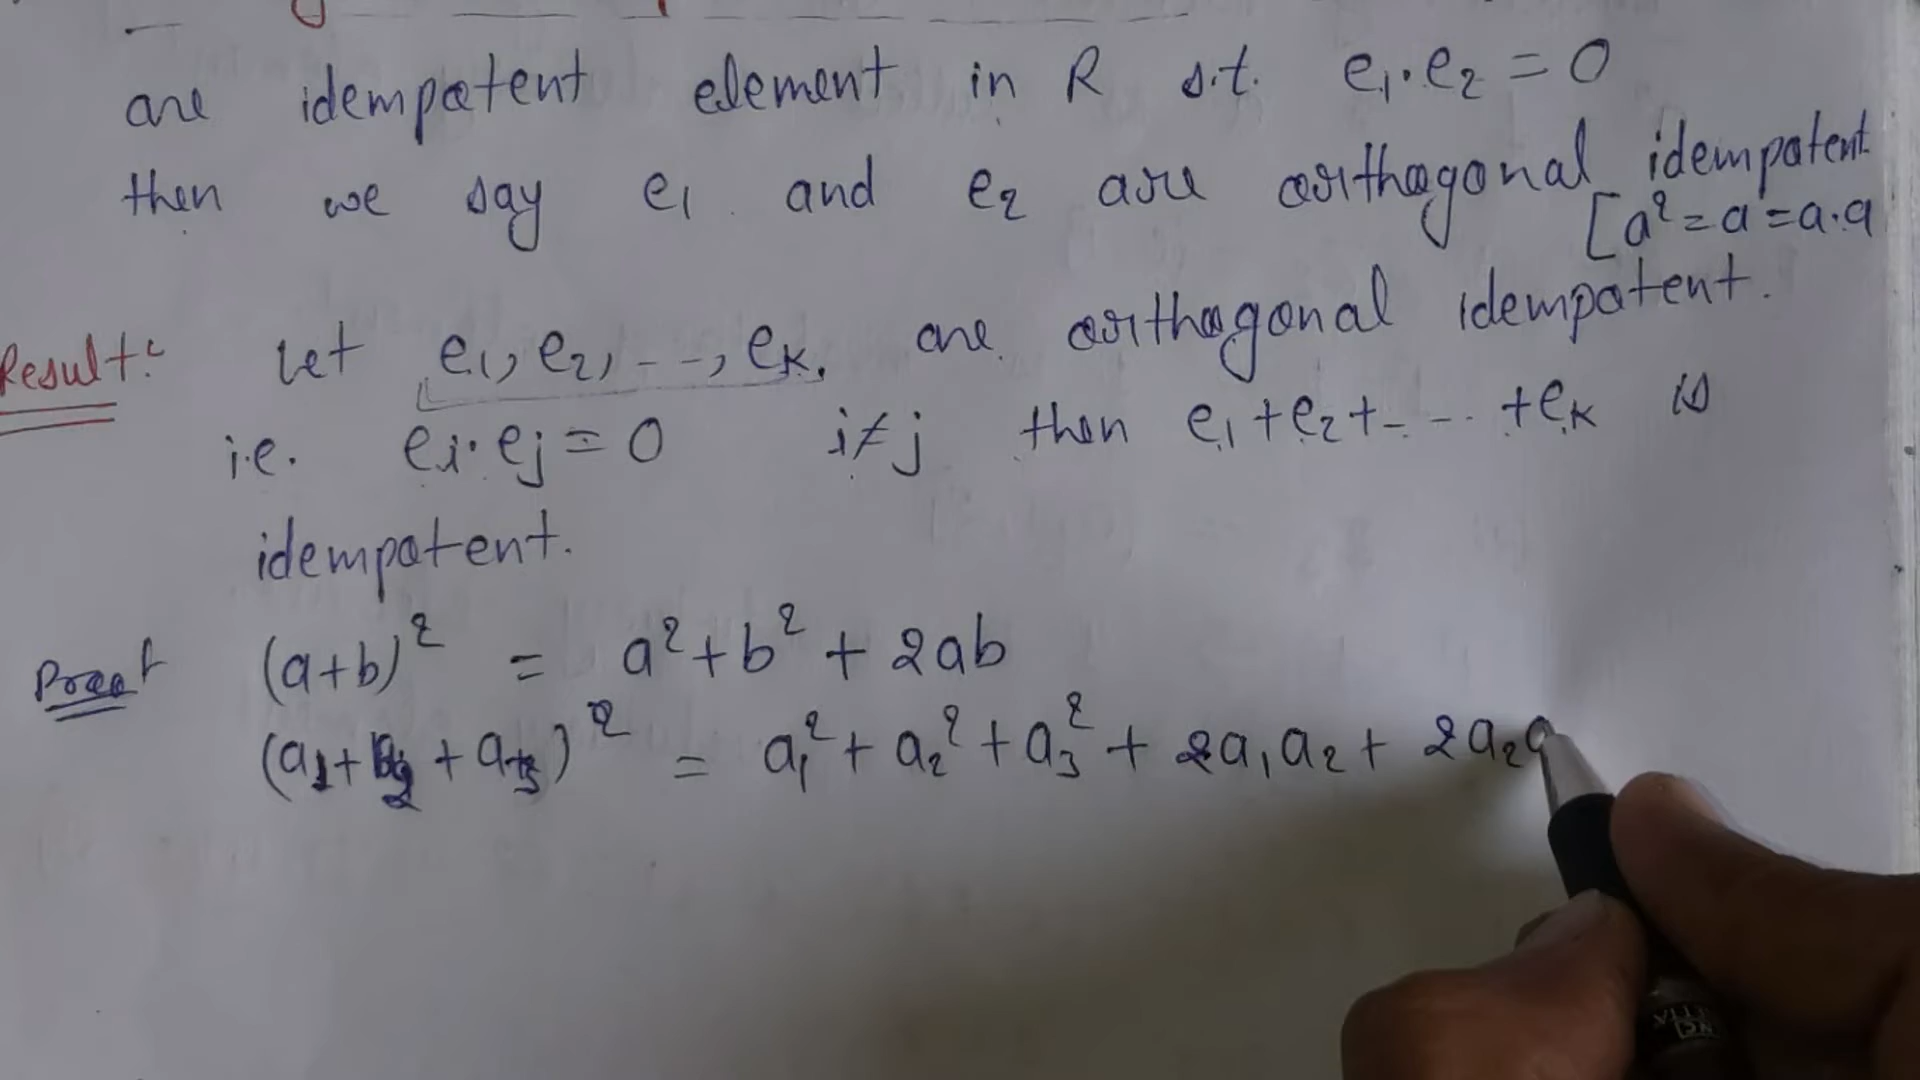 are idempotent element in R s.t. e₁·e₂ = 0
then we say e₁ and e₂ are orthogonal idempotent
[a² = a = a·a
Result: Let e₁, e₂, - - -, eₖ are orthogonal idempotent.
i.e. eᵢ·eⱼ = 0 i≠j then e₁+e₂+- - - +eₖ is
idempotent.
Proof (a+b)² = a²+b²+2ab
(a₁+a₂+a₃)² = a₁²+a₂²+a₃²+2a₁a₂+2a₂a